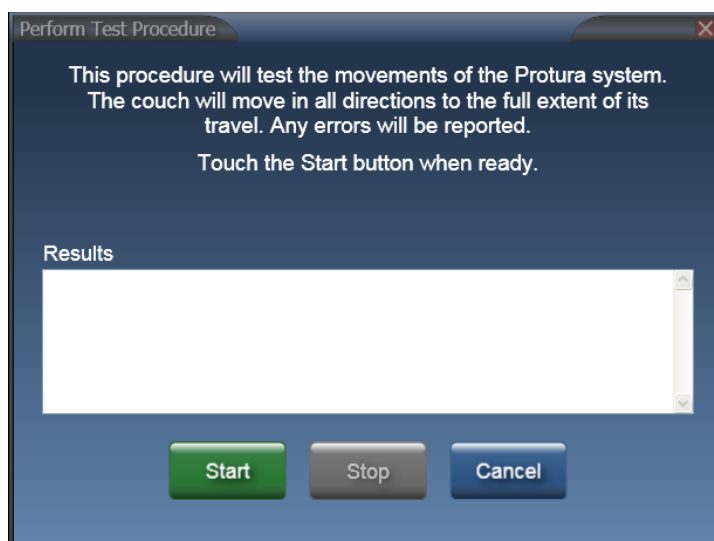 Perform Test Procedure
This procedure will test the movements of the Protura system.
The couch will move in all directions to the full extent of its
travel. Any errors will be reported.
Touch the Start button when ready.
Results
Start
Stop
Cancel